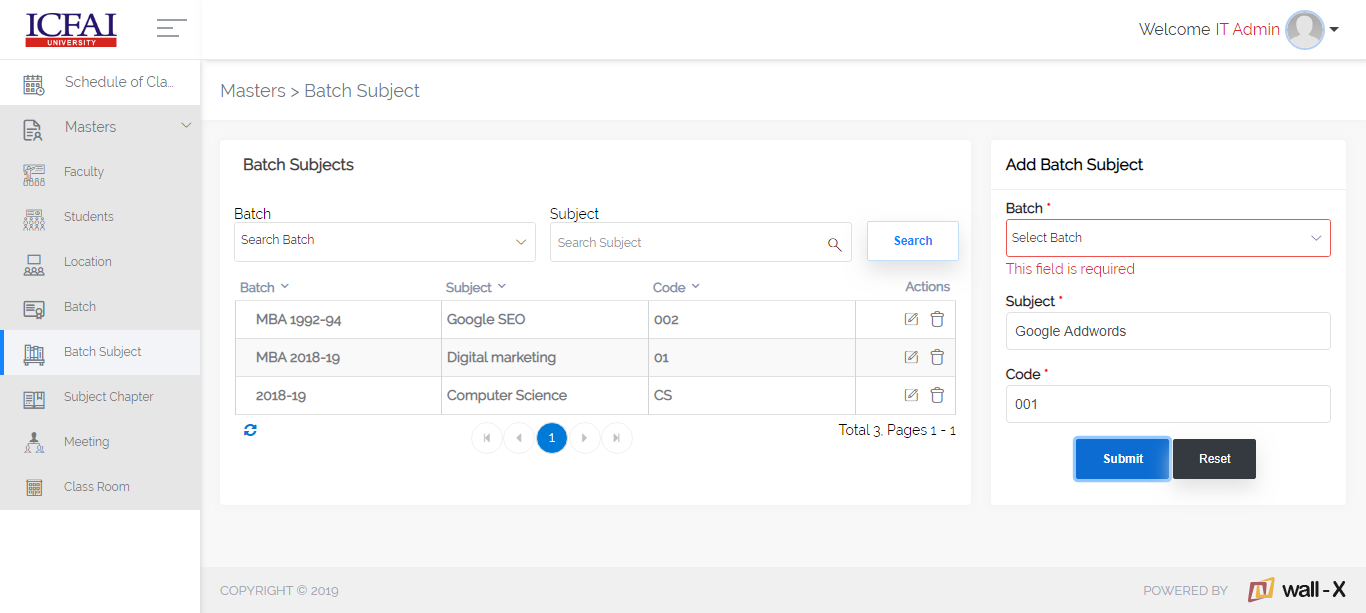 ICFAI
UNIVERSITY
Welcome IT Admin
Schedule of Cla...
Masters
Faculty
Students
Location
Batch
Batch Subject
Subject Chapter
Meeting
Class Room
Masters > Batch Subject
Batch Subjects
Batch
Search Batch
Subject
Search Subject
Search
Batch Subject Code Actions
MBA 1992-94 Google SEO 002
MBA 2018-19 Digital marketing 01
2018-19 Computer Science CS
1
Total 3, Pages 1 - 1
Add Batch Subject
Batch *
Select Batch
This field is required
Subject *
Google Addwords
Code *
001
Submit Reset
COPYRIGHT © 2019
POWERED BY wall-X